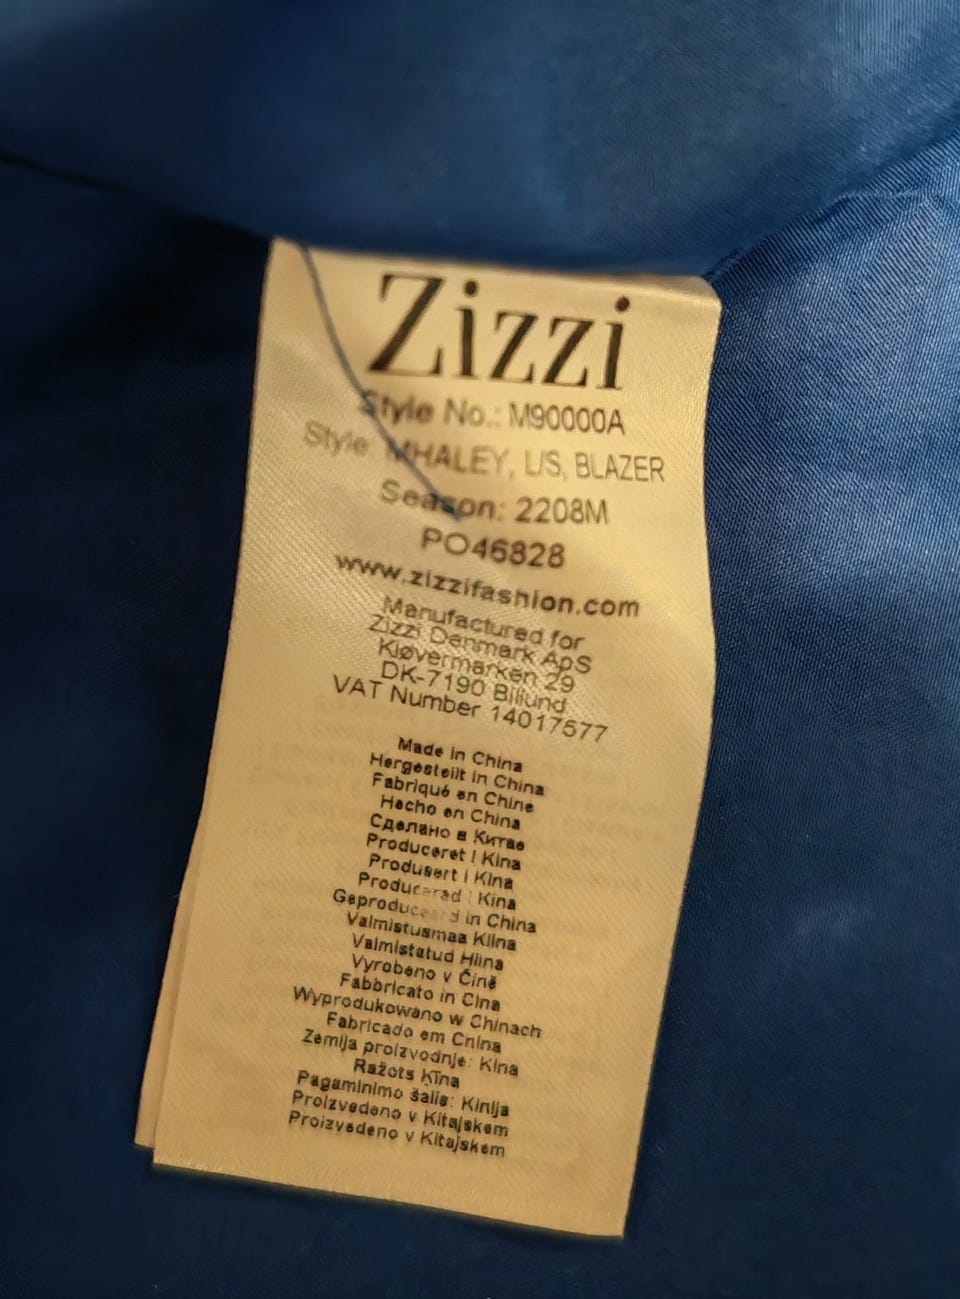 Zizzi
Style No.: M90000A
Style: MHALEY, L/S, BLAZER
Season: 2208M
PO46828
www.zizzifashion.com
Manufactured for
Zizzi Danmark ApS
Kløvermarken 29
DK-7190 Billund
VAT Number 14017577
Made in China
Hergestellt in China
Fabriqué en Chine
Hecho en China
Сделано в Китае
Produceret i Kina
Produsert i Kina
Producerad i Kina
Geproduceerd in China
Valmistusmaa Kiina
Valmistatud Hiina
Vyrobeno v Číně
Fabbricato in Cina
Wyprodukowano w Chinach
Fabricado em China
Zemlja proizvodnje: Kina
Ražots Ķīna
Pagaminimo šalis: Kinija
Proizvedeno v Kitajskem
Proizvedeno v Kitajskem